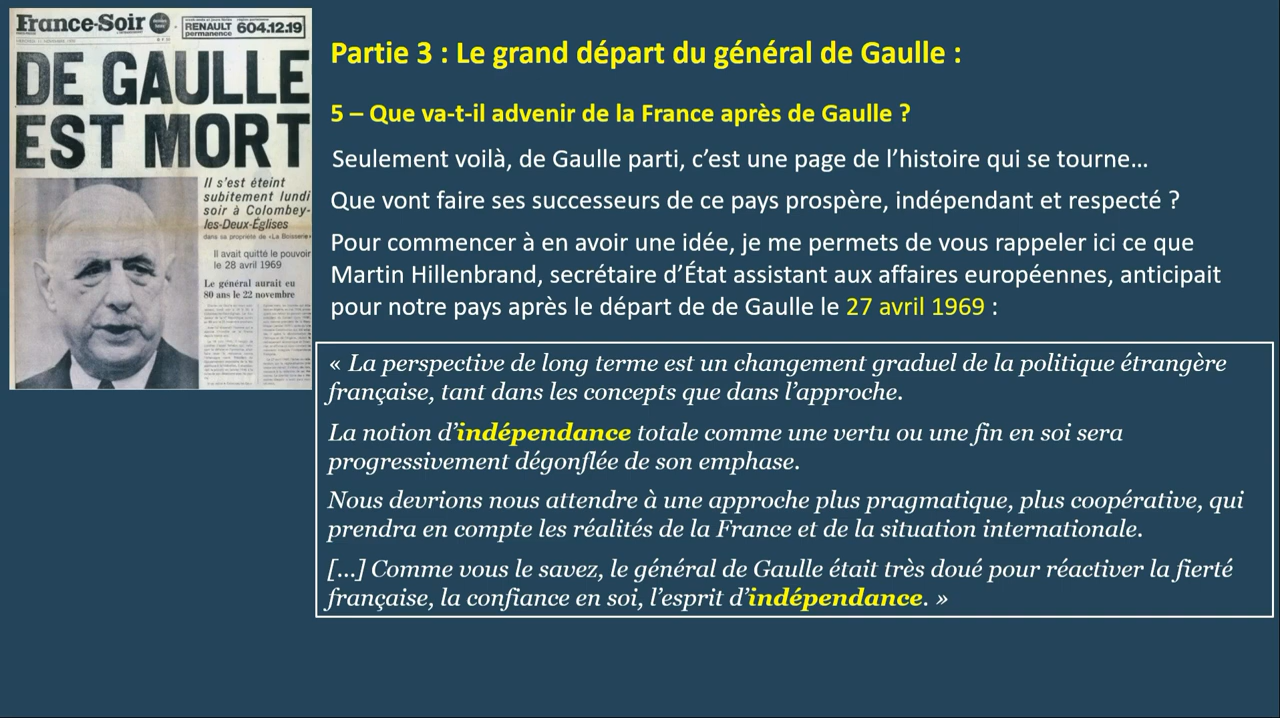 France-Soir
RENAULT 604.12.19
permanence
DE GAULLE
EST MORT
Il s'est éteint
subitement lundi
soir à Colombey-
les-Deux-Églises
dans sa propriété de «La Boisserie»
Il avait quitté le pouvoir
le 28 avril 1969
Le général aurait eu
80 ans le 22 novembre
Partie 3 : Le grand départ du général de Gaulle :
5 – Que va-t-il advenir de la France après de Gaulle ?
Seulement voilà, de Gaulle parti, c’est une page de l’histoire qui se tourne…
Que vont faire ses successeurs de ce pays prospère, indépendant et respecté ?
Pour commencer à en avoir une idée, je me permets de vous rappeler ici ce que
Martin Hillenbrand, secrétaire d’État assistant aux affaires européennes, anticipait
pour notre pays après le départ de de Gaulle le 27 avril 1969 :
« La perspective de long terme est un changement graduel de la politique étrangère
française, tant dans les concepts que dans l’approche.
La notion d’indépendance totale comme une vertu ou une fin en soi sera
progressivement dégonflée de son emphase.
Nous devrions nous attendre à une approche plus pragmatique, plus coopérative, qui
prendra en compte les réalités de la France et de la situation internationale.
[…] Comme vous le savez, le général de Gaulle était très doué pour réactiver la fierté
française, la confiance en soi, l’esprit d’indépendance. »